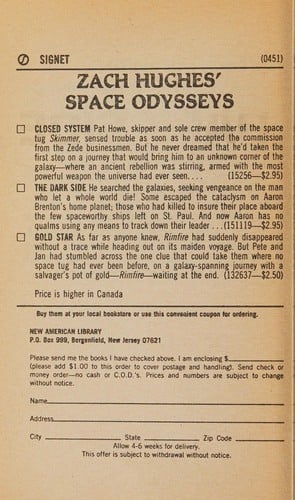 SIGNET (0451)
ZACH HUGHES'
SPACE ODYSSEYS
CLOSED SYSTEM Pat Howe, skipper and sole crew member of the space
tug Skimmer, sensed trouble as soon as he accepted the commission
from the Zede businessmen. But he never dreamed that he'd taken the
first step on a journey that would bring him to an unknown corner of the
galaxy—where an ancient rebellion was stirring, armed with the most
powerful weapon the universe had ever seen.... (15256—$2.95)
THE DARK SIDE He searched the galaxies, seeking vengeance on the man
who let a whole world die! Some escaped the cataclysm on Aaron
Brenton's home planet; those who had killed to insure their place aboard
the few spaceworthy ships left on St. Paul. And now Aaron has no
qualms using any means to track down their leader ...(151119—$2.95)
GOLD STAR As far as anyone knew, Rimfire had suddenly disappeared
without a trace while heading out on its maiden voyage. But Pete and
Jan had stumbled across the one clue that could take them where no
space tug had ever been before, on a galaxy-spanning journey with a
salvager's pot of gold—Rimfire—waiting at the end. (132637—$2.50)
Price is higher in Canada
Buy them at your local bookstore or use this convenient coupon for ordering.
NEW AMERICAN LIBRARY
P.O. Box 999, Bergenfield, New Jersey 07621
Please send me the books I have checked above. I am enclosing $
(please add $1.00 to this order to cover postage and handling). Send check or
money order—no cash or C.O.D.'s. Prices and numbers are subject to change
without notice.
Name
Address
City State Zip Code
Allow 4-6 weeks for delivery.
This offer is subject to withdrawal without notice.